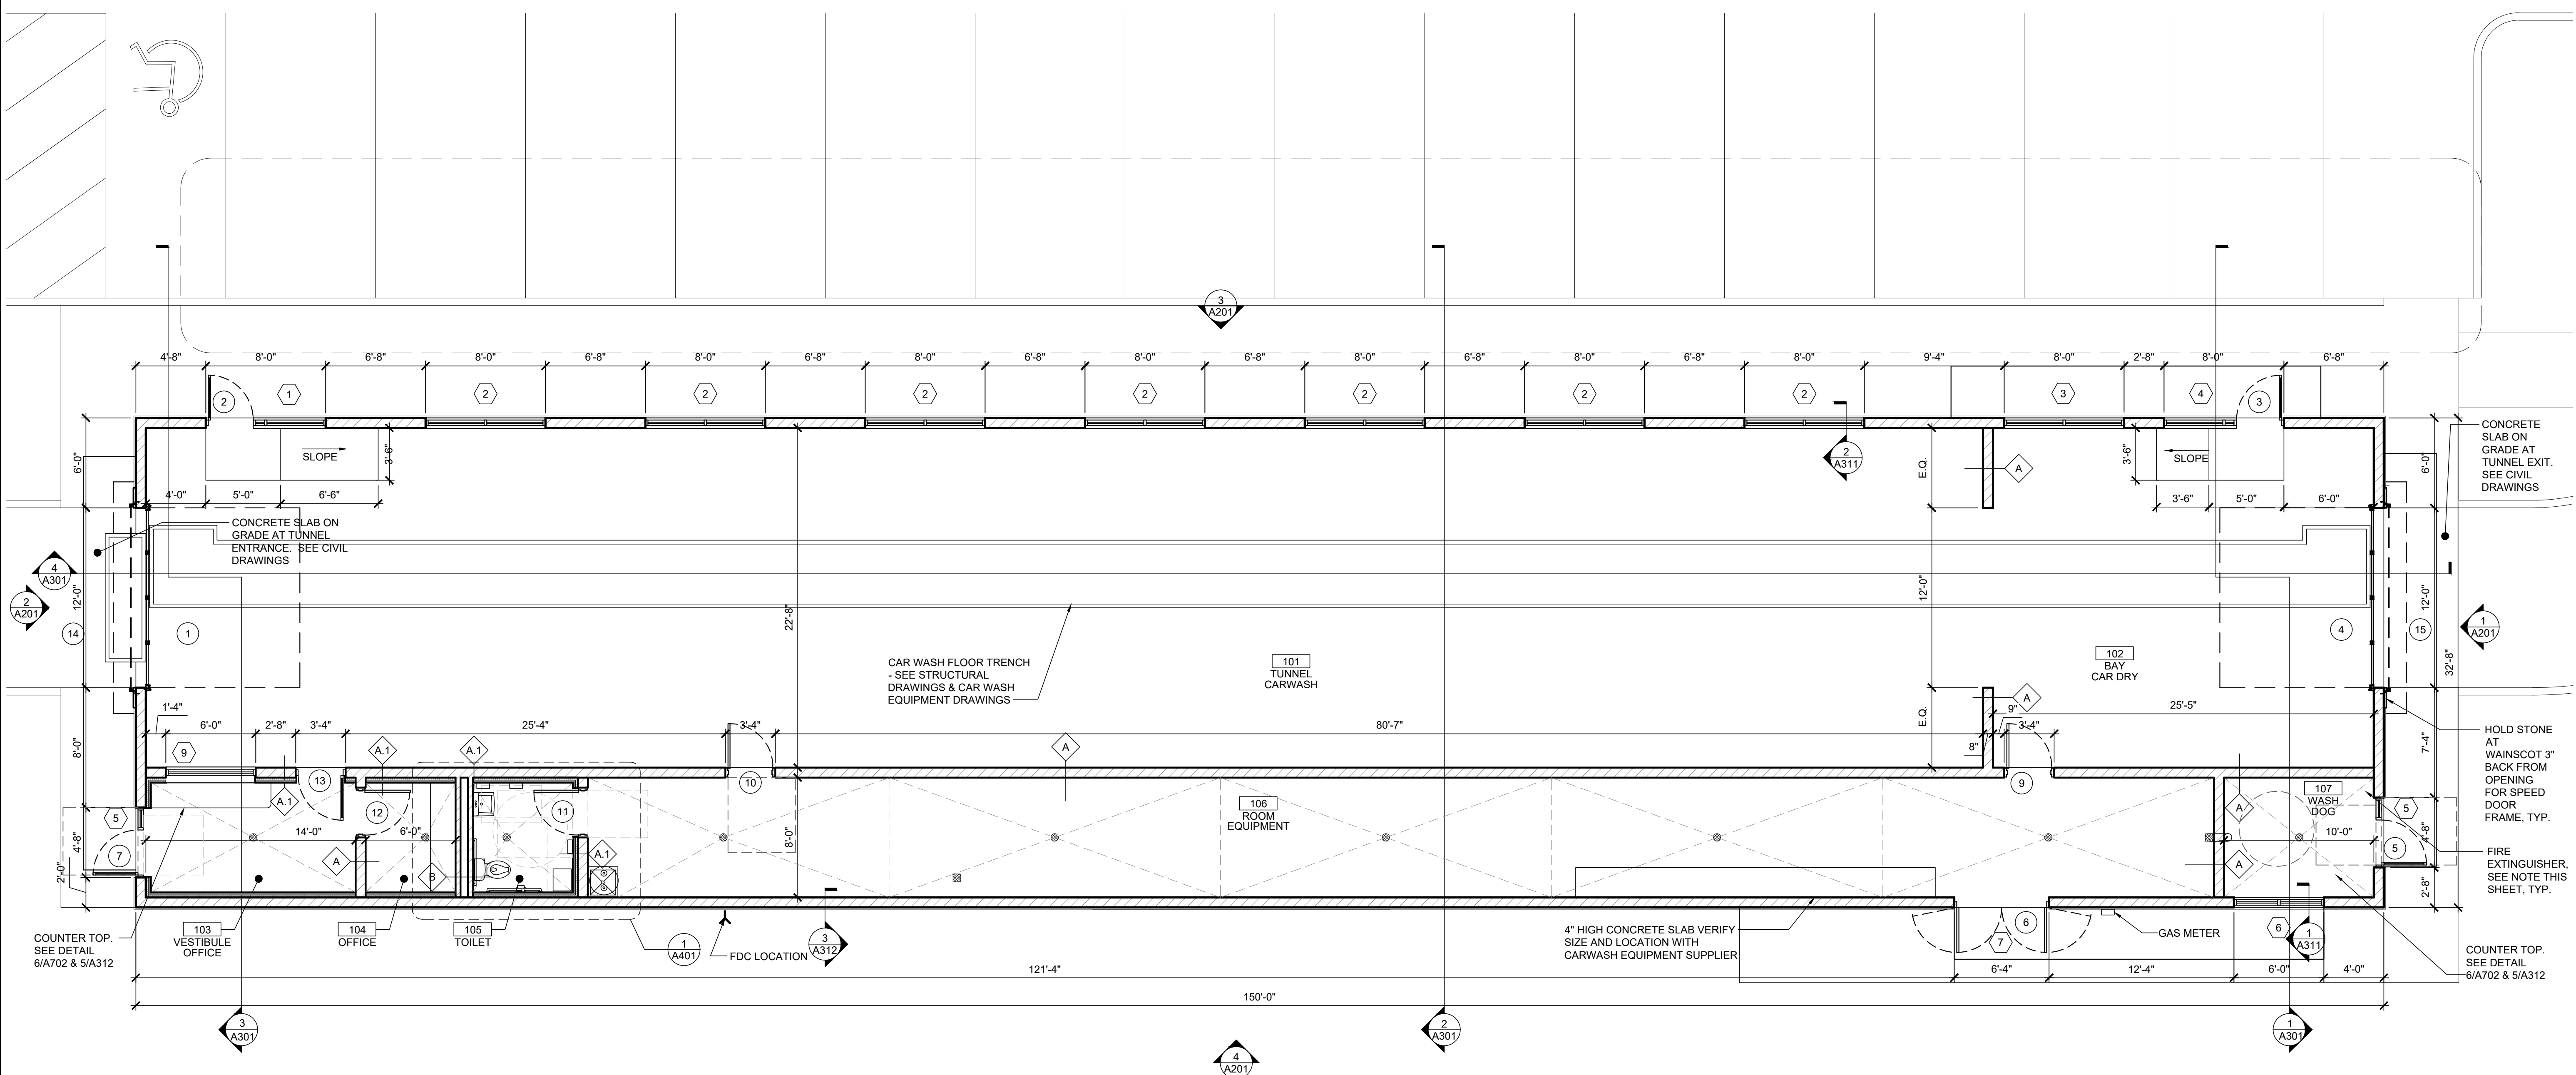 3
A201
4'-8"
8'-0"
6'-8"
8'-0"
6'-8"
8'-0"
6'-8"
8'-0"
6'-8"
8'-0"
6'-8"
8'-0"
6'-8"
8'-0"
6'-8"
8'-0"
9'-4"
8'-0"
2'-8"
8'-0"
6'-8"
2
1
2
2
2
2
2
2
2
3
4
3
SLOPE
3'-6"
4'-0"
5'-0"
6'-6"
6'-0"
2
A311
E.Q.
A
3'-6"
SLOPE
3'-6"
5'-0"
6'-0"
6'-0"
CONCRETE
SLAB ON
GRADE AT
TUNNEL EXIT.
SEE CIVIL
DRAWINGS
CONCRETE SLAB ON
GRADE AT TUNNEL
ENTRANCE. SEE CIVIL
DRAWINGS
4
A301
2
A201
12'-0"
14
1
22'-8"
12'-0"
12'-0"
4
15
1
A201
32'-8"
CAR WASH FLOOR TRENCH
- SEE STRUCTURAL
DRAWINGS & CAR WASH
EQUIPMENT DRAWINGS
101
TUNNEL
CARWASH
102
BAY
CAR DRY
A
E.Q.
9"
8"
3'-4"
25'-5"
7'-4"
HOLD STONE
AT
WAINSCOT 3"
BACK FROM
OPENING
FOR SPEED
DOOR
FRAME, TYP.
8'-0"
1'-4"
6'-0"
2'-8"
3'-4"
25'-4"
3'-4"
80'-7"
9
A.1
A.1
A
13
10
9
A.1
12
11
106
ROOM
EQUIPMENT
107
WASH
DOG
A
5
5
4'-8"
7
2'-0"
14'-0"
6'-0"
8'-0"
10'-0"
5
4'-8"
2'-8"
A
B
A.1
A
FIRE
EXTINGUISHER,
SEE NOTE THIS
SHEET, TYP.
COUNTER TOP.
SEE DETAIL
6/A702 & 5/A312
103
VESTIBULE
OFFICE
104
OFFICE
105
TOILET
1
A401
FDC LOCATION
3
A312
4" HIGH CONCRETE SLAB VERIFY
SIZE AND LOCATION WITH
CARWASH EQUIPMENT SUPPLIER
6
7
GAS METER
6
1
A311
COUNTER TOP.
SEE DETAIL
6/A702 & 5/A312
121'-4"
6'-4"
12'-4"
6'-0"
4'-0"
150'-0"
3
A301
2
A301
1
A301
4
A201